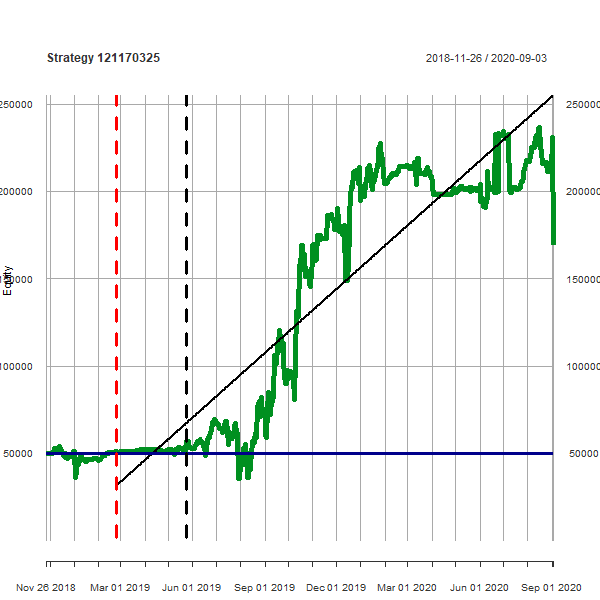 Strategy 121170325
2018-11-26 / 2020-09-03
250000 250000
200000 200000
150000
100000 100000
50000 50000
Equity
Nov 26 2018 Mar 01 2019 Jun 01 2019 Sep 01 2019 Dec 01 2019 Mar 01 2020 Jun 01 2020 Sep 01 2020